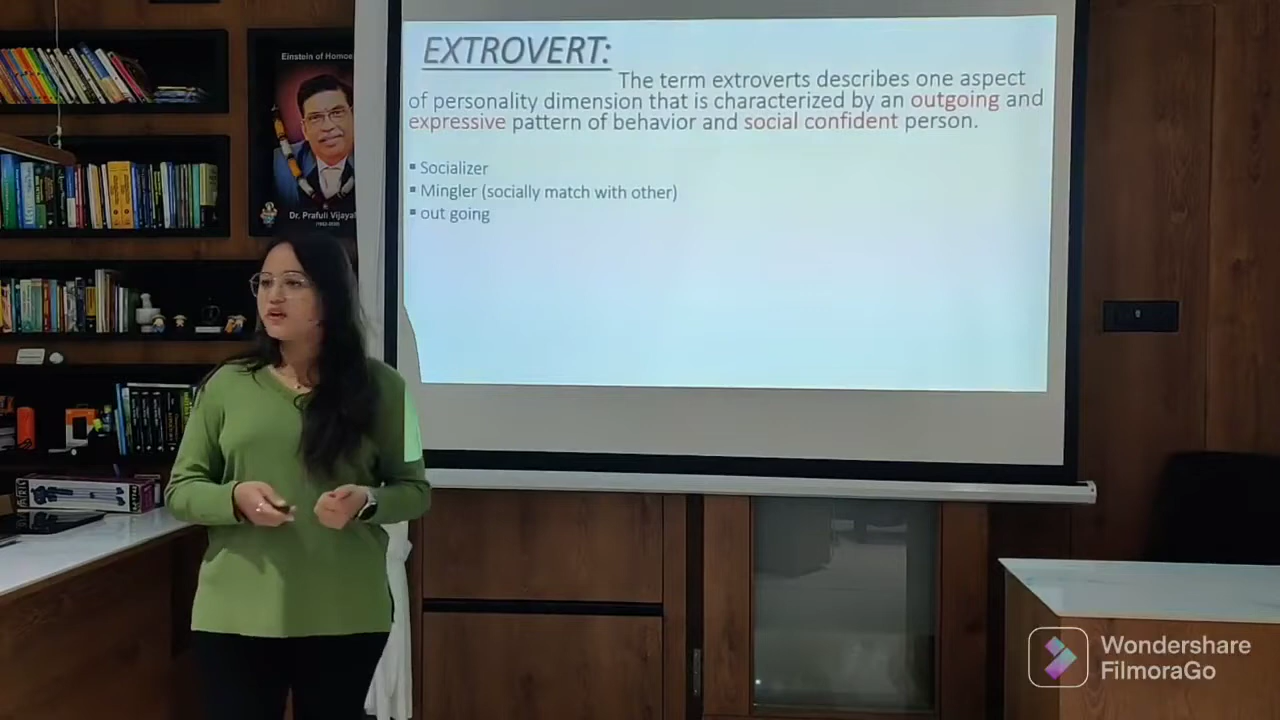 EXTROVERT:
The term extroverts describes one aspect
of personality dimension that is characterized by an outgoing and
expressive pattern of behavior and social confident person.
▪ Socializer
▪ Mingler (socially match with other)
▪ out going
Einstein of Homoe
Dr. Prafull Vijayak
Wondershare
FilmoraGo